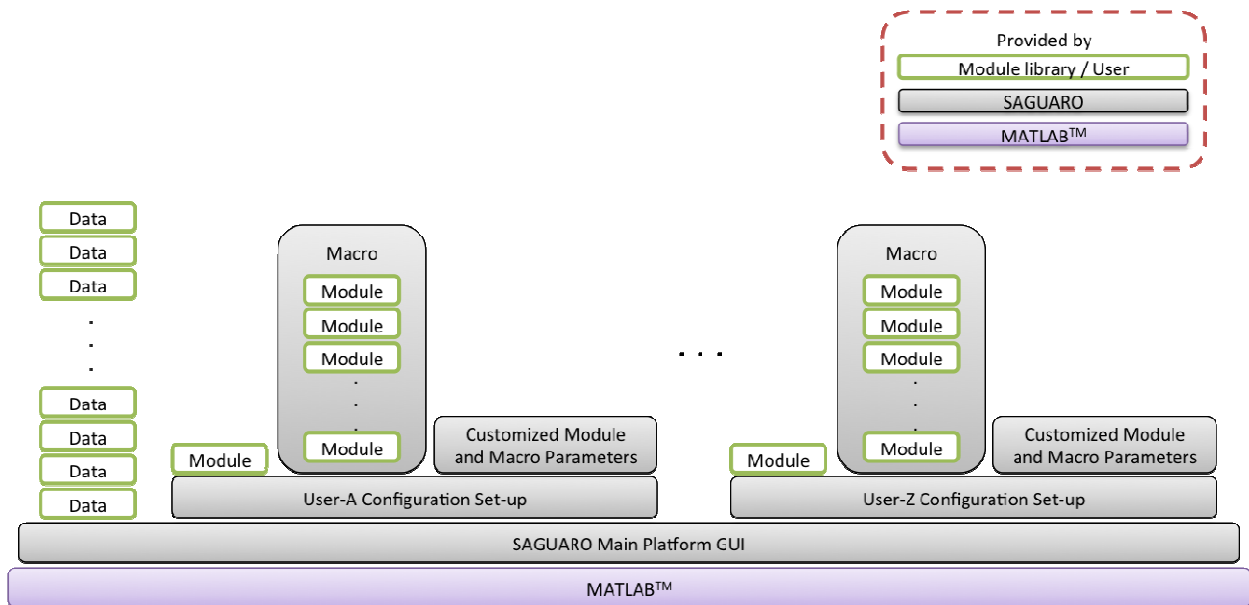 Provided by
Module library / User
SAGUARO
MATLAB™
Data
Data
Data
.
.
.
Data
Data
Data
Data
Macro
Module
Module
Module
.
.
.
Module
Module
Customized Module
and Macro Parameters
User-A Configuration Set-up
. . .
Macro
Module
Module
Module
.
.
.
Module
Module
Customized Module
and Macro Parameters
User-Z Configuration Set-up
SAGUARO Main Platform GUI
MATLAB™